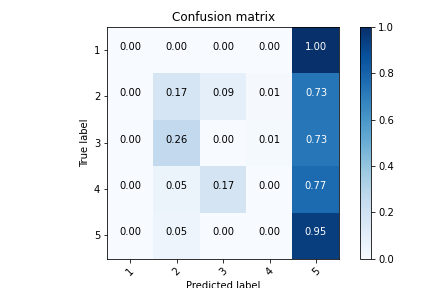 Confusion matrix
1.0
1 0.00 0.00 0.00 0.00 1.00
0.8
2 0.00 0.17 0.09 0.01 0.73
0.6
True label
3 0.00 0.26 0.00 0.01 0.73
0.4
4 0.00 0.05 0.17 0.00 0.77
0.2
5 0.00 0.05 0.00 0.00 0.95
0.0
1 2 3 4 5
Predicted label